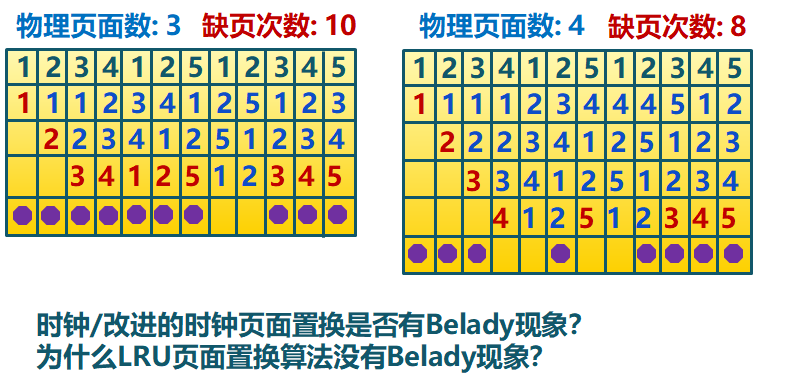 物理页面数: 3 缺页次数: 10
1 2 3 4 1 2 5 1 2 3 4 5
1 1 1 2 3 4 1 2 5 1 2 3
2 2 3 4 1 2 5 1 2 3 4
3 4 1 2 5 1 2 3 4 5
物理页面数: 4 缺页次数: 8
1 2 3 4 1 2 5 1 2 3 4 5
1 1 1 1 2 3 4 4 4 5 1 2
2 2 2 3 4 1 2 5 1 2 3
3 3 4 1 2 5 1 2 3 4
4 1 2 5 1 2 3 4 5
时钟/改进的时钟页面置换是否有Belady现象?
为什么LRU页面置换算法没有Belady现象?